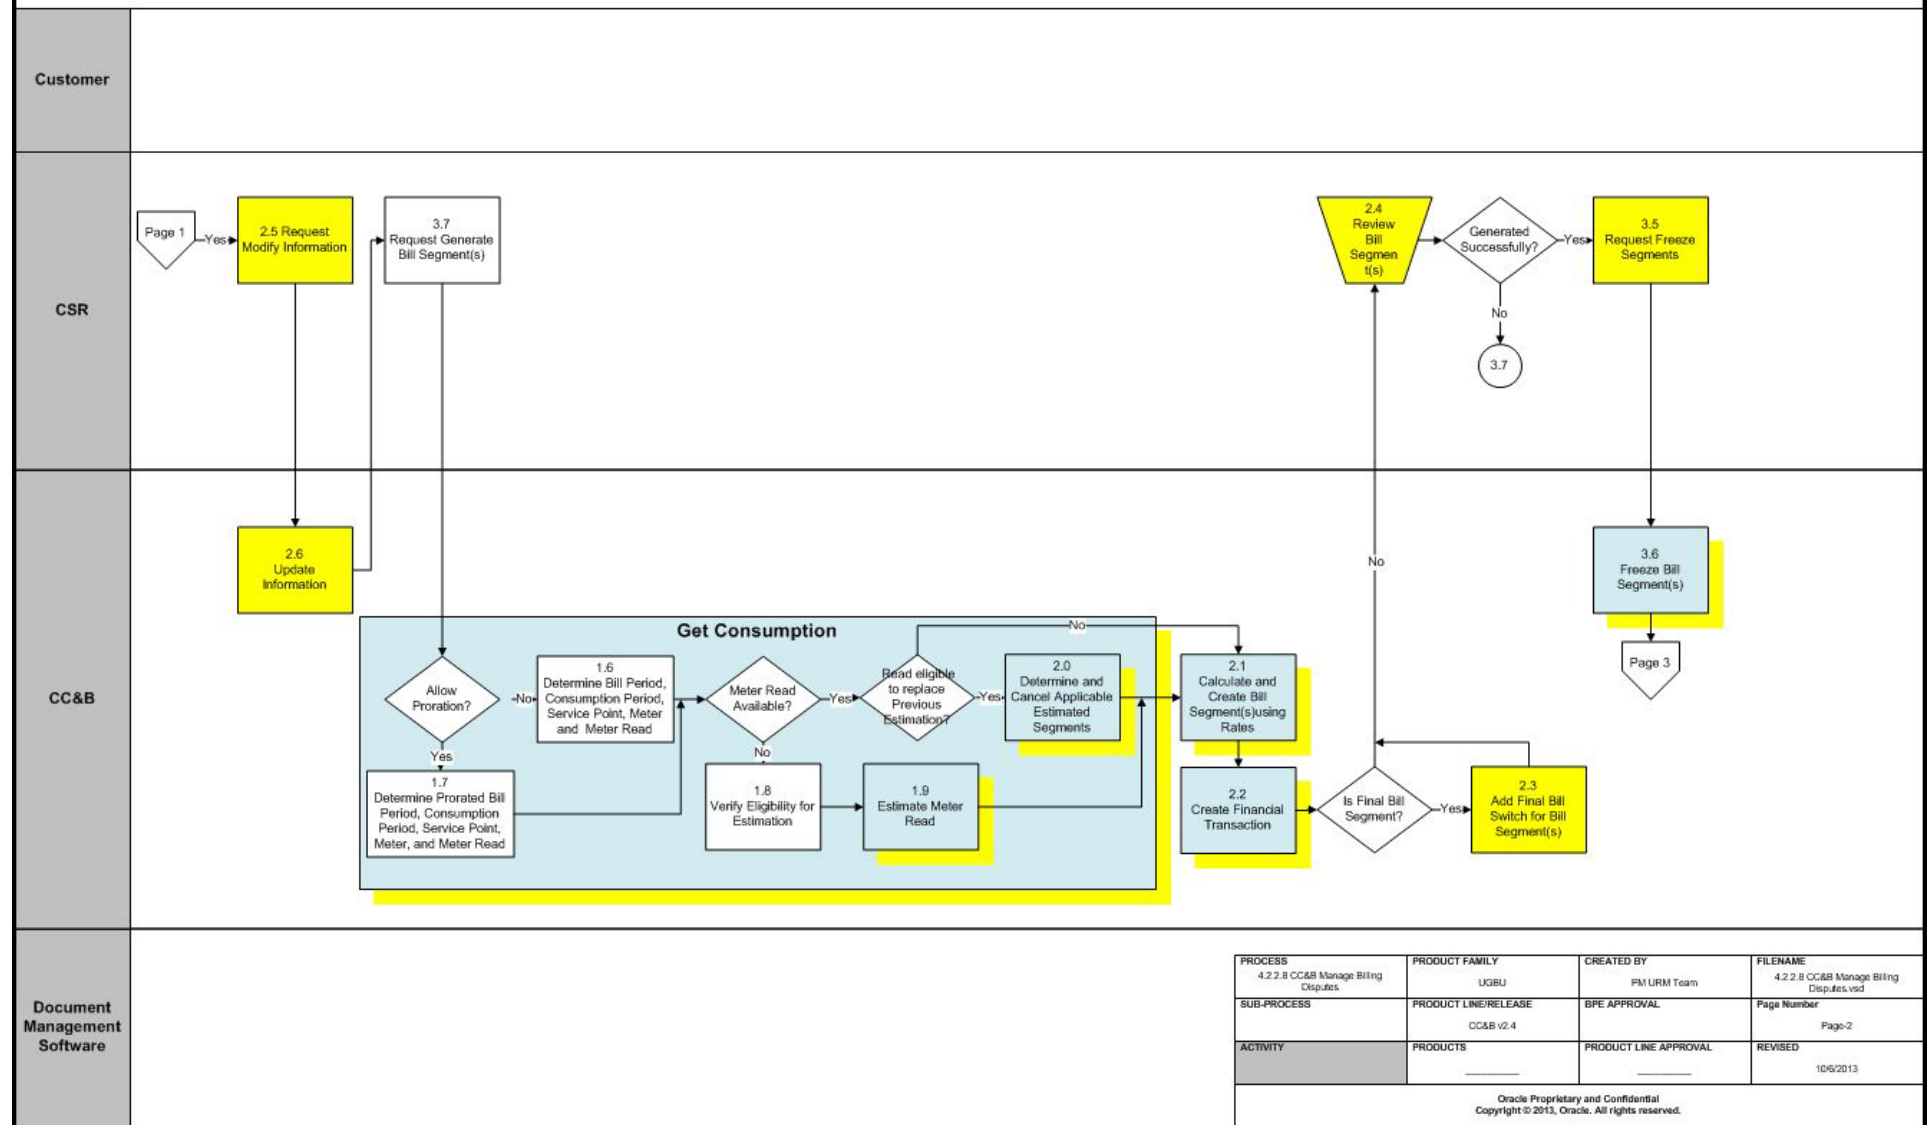 Customer
CSR
Page 1
Yes
2.5 Request
Modify Information
3.7
Request Generate
Bill Segment(s)
2.4
Review
Bill
Segmen
t(s)
Generated
Successfully?
Yes
3.5
Request Freeze
Segments
No
3.7
CC&B
2.6
Update
Information
No
3.6
Freeze Bill
Segment(s)
Page 3
Get Consumption
No
Allow
Proration?
No
1.6
Determine Bill Period,
Consumption Period,
Service Point, Meter
and Meter Read
Yes
1.7
Determine Prorated Bill
Period, Consumption
Period, Service Point,
Meter, and Meter Read
Meter Read
Available?
Yes
No
1.8
Verify Eligibility for
Estimation
1.9
Estimate Meter
Read
Read eligible
to replace
Previous
Estimation?
Yes
2.0
Determine and
Cancel Applicable
Estimated
Segments
2.1
Calculate and
Create Bill
Segment(s)using
Rates
2.2
Create Financial
Transaction
Is Final Bill
Segment?
Yes
2.3
Add Final Bill
Switch for Bill
Segment(s)
Document
Management
Software
PROCESS
4.2.2.8 CC&B Manage Billing
Disputes
PRODUCT FAMILY
UGBU
CREATED BY
PM URM Team
FILENAME
4.2.2.8 CC&B Manage Billing
Disputes.vsd
SUB-PROCESS
PRODUCT LINE/RELEASE
CC&B v2.4
BPE APPROVAL
Page Number
Page-2
ACTIVITY
PRODUCTS
__________
PRODUCT LINE APPROVAL
__________
REVISED
10/6/2013
Oracle Proprietary and Confidential
Copyright © 2013, Oracle. All rights reserved.